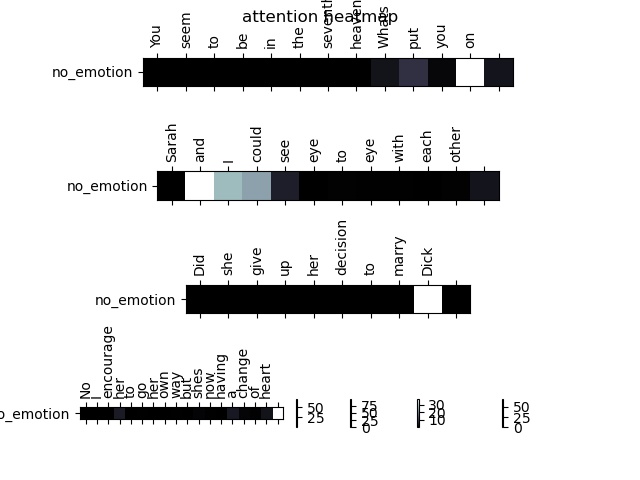 attention heatmap
You seem to be in the seventh heaven Whats put you on
no_emotion
Sarah and I could see eye to eye with each other
no_emotion
Did she give up her decision to marry Dick
no_emotion
No I encourage her to go her own way but shes now having a change of heart
no_emotion
50 25
75 50 25 0
30 20 10
50 25 0